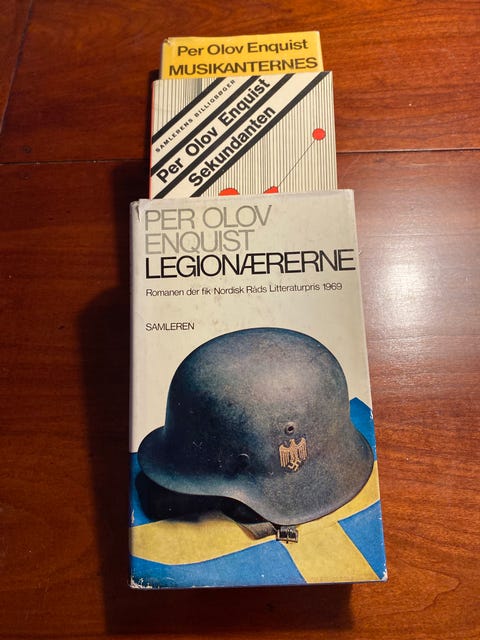 Per Olov Enquist
MUSIKANTERNES
SAMLERENS BILLIGBØGER
Per Olov Enquist
Sekundanten
PER OLOV
ENQUIST
LEGIONÆRERNE
Romanen der fik Nordisk Råds Litteraturpris 1969
SAMLEREN